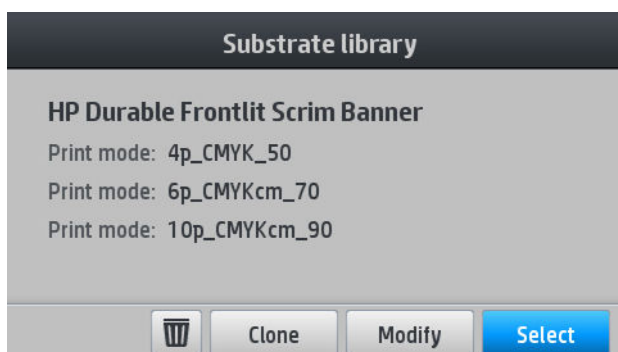 Substrate library
HP Durable Frontlit Scrim Banner
Print mode: 4p_CMYK_50
Print mode: 6p_CMYKcm_70
Print mode: 10p_CMYKcm_90
Clone Modify Select